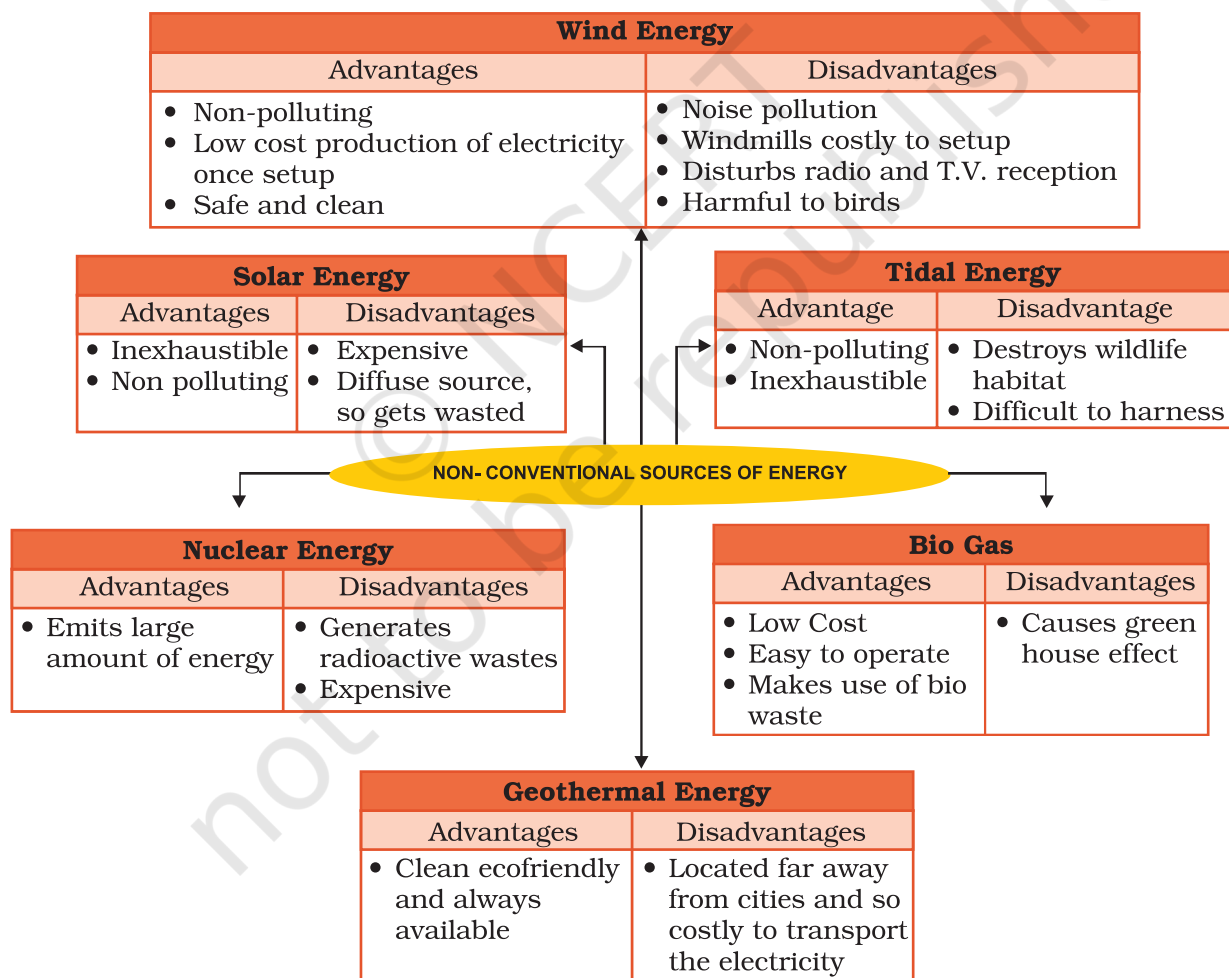 Wind Energy
Advantages
• Non-polluting
• Low cost production of electricity
once setup
• Safe and clean
Disadvantages
• Noise pollution
• Windmills costly to setup
• Disturbs radio and T.V. reception
• Harmful to birds
Solar Energy
Advantages
• Inexhaustible
• Non polluting
Disadvantages
• Expensive
• Diffuse source,
so gets wasted
Tidal Energy
Advantage
• Non-polluting
• Inexhaustible
Disadvantage
• Destroys wildlife
habitat
• Difficult to harness
NON- CONVENTIONAL SOURCES OF ENERGY
Nuclear Energy
Advantages
• Emits large
amount of energy
Disadvantages
• Generates
radioactive wastes
• Expensive
Bio Gas
Advantages
• Low Cost
• Easy to operate
• Makes use of bio
waste
Disadvantages
• Causes green
house effect
Geothermal Energy
Advantages
• Clean ecofriendly
and always
available
Disadvantages
• Located far away
from cities and so
costly to transport
the electricity
© NCERT
not to be republish